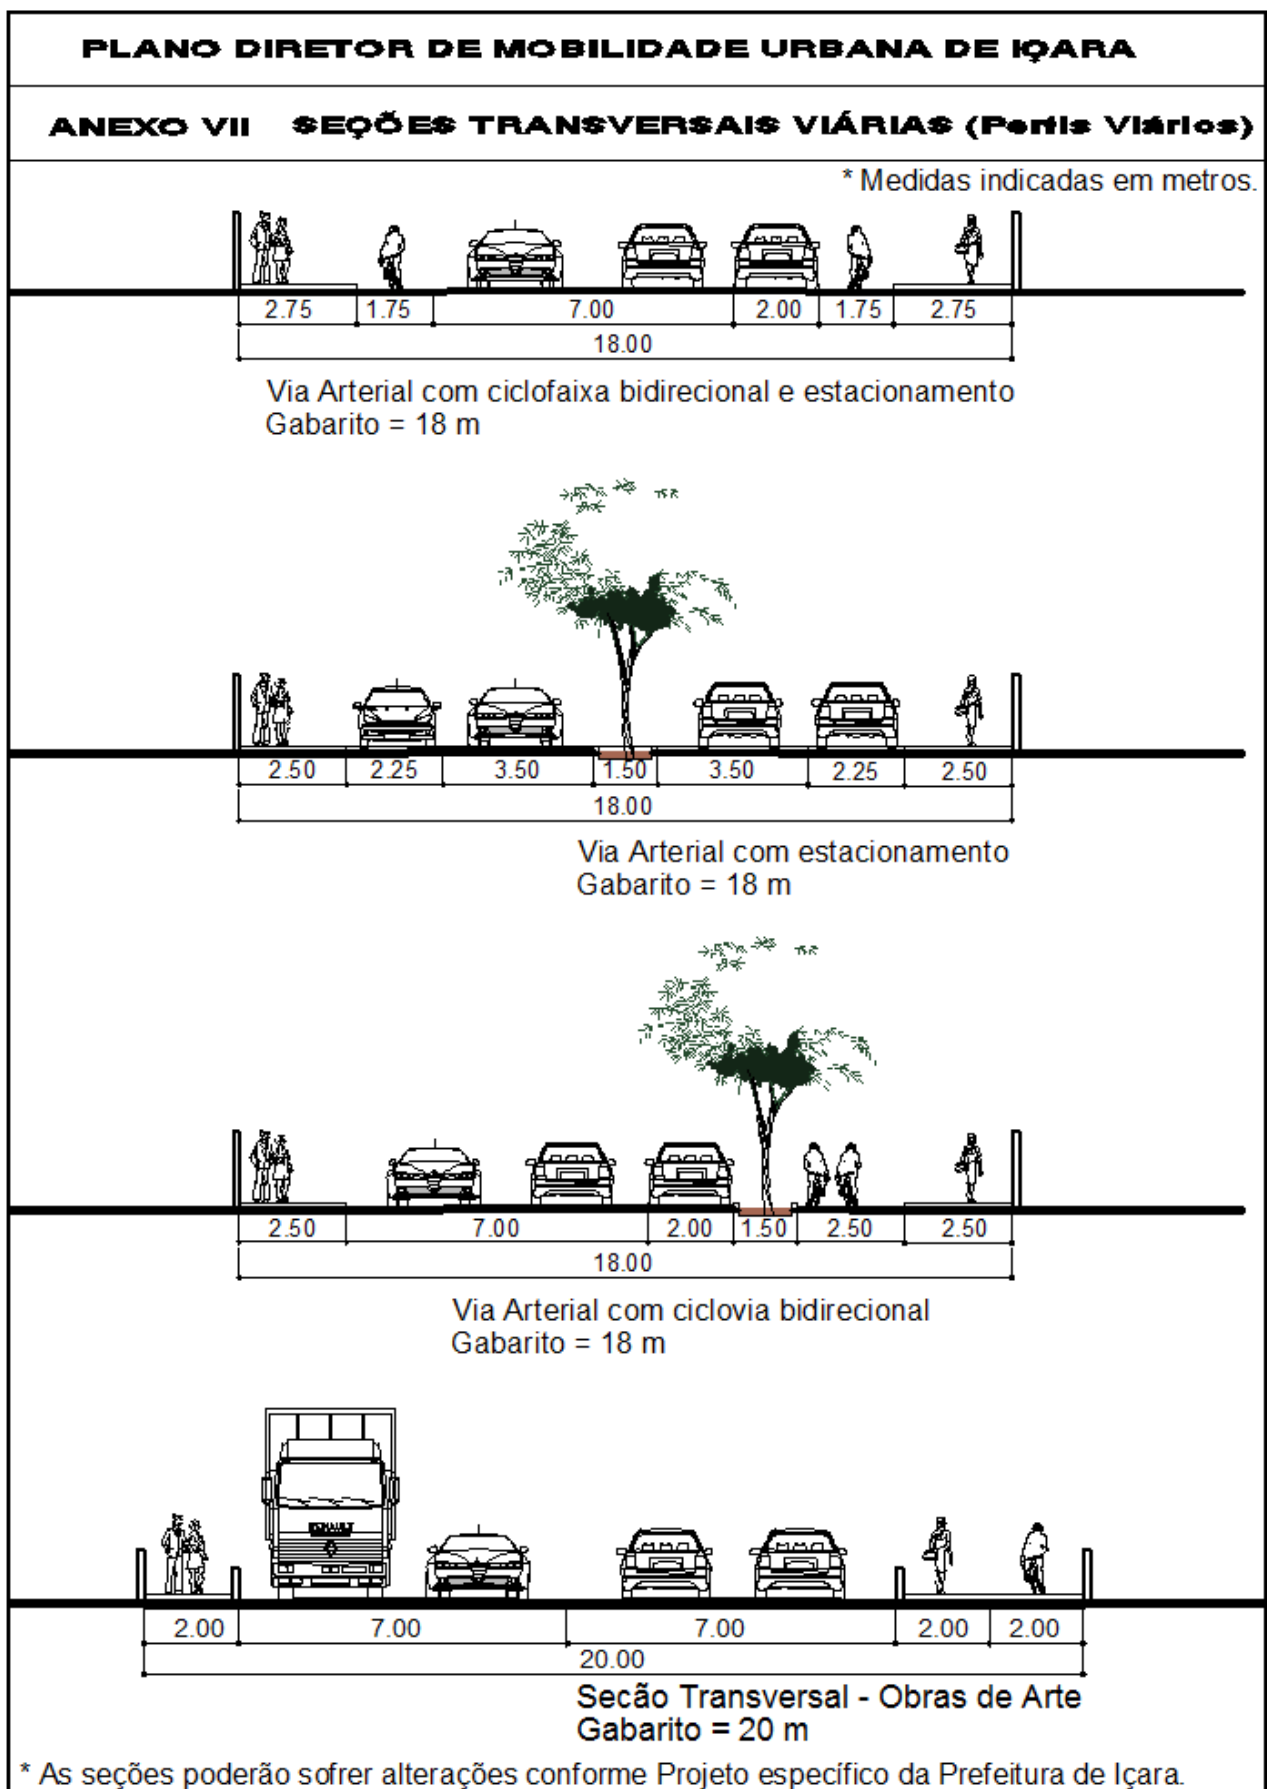 PLANO DIRETOR DE MOBILIDADE URBANA DE IÇARA
ANEXO VII SEÇÕES TRANSVERSAIS VIÁRIAS (Perfis Viários)
* Medidas indicadas em metros.
2.75 1.75 7.00 2.00 1.75 2.75
18.00
Via Arterial com ciclofaixa bidirecional e estacionamento
Gabarito = 18 m
2.50 2.25 3.50 1.50 3.50 2.25 2.50
18.00
Via Arterial com estacionamento
Gabarito = 18 m
2.50 7.00 2.00 1.50 2.50 2.50
18.00
Via Arterial com ciclovia bidirecional
Gabarito = 18 m
RENAULT
2.00 7.00 7.00 2.00 2.00
20.00
Secão Transversal - Obras de Arte
Gabarito = 20 m
* As seções poderão sofrer alterações conforme Projeto específico da Prefeitura de Içara.